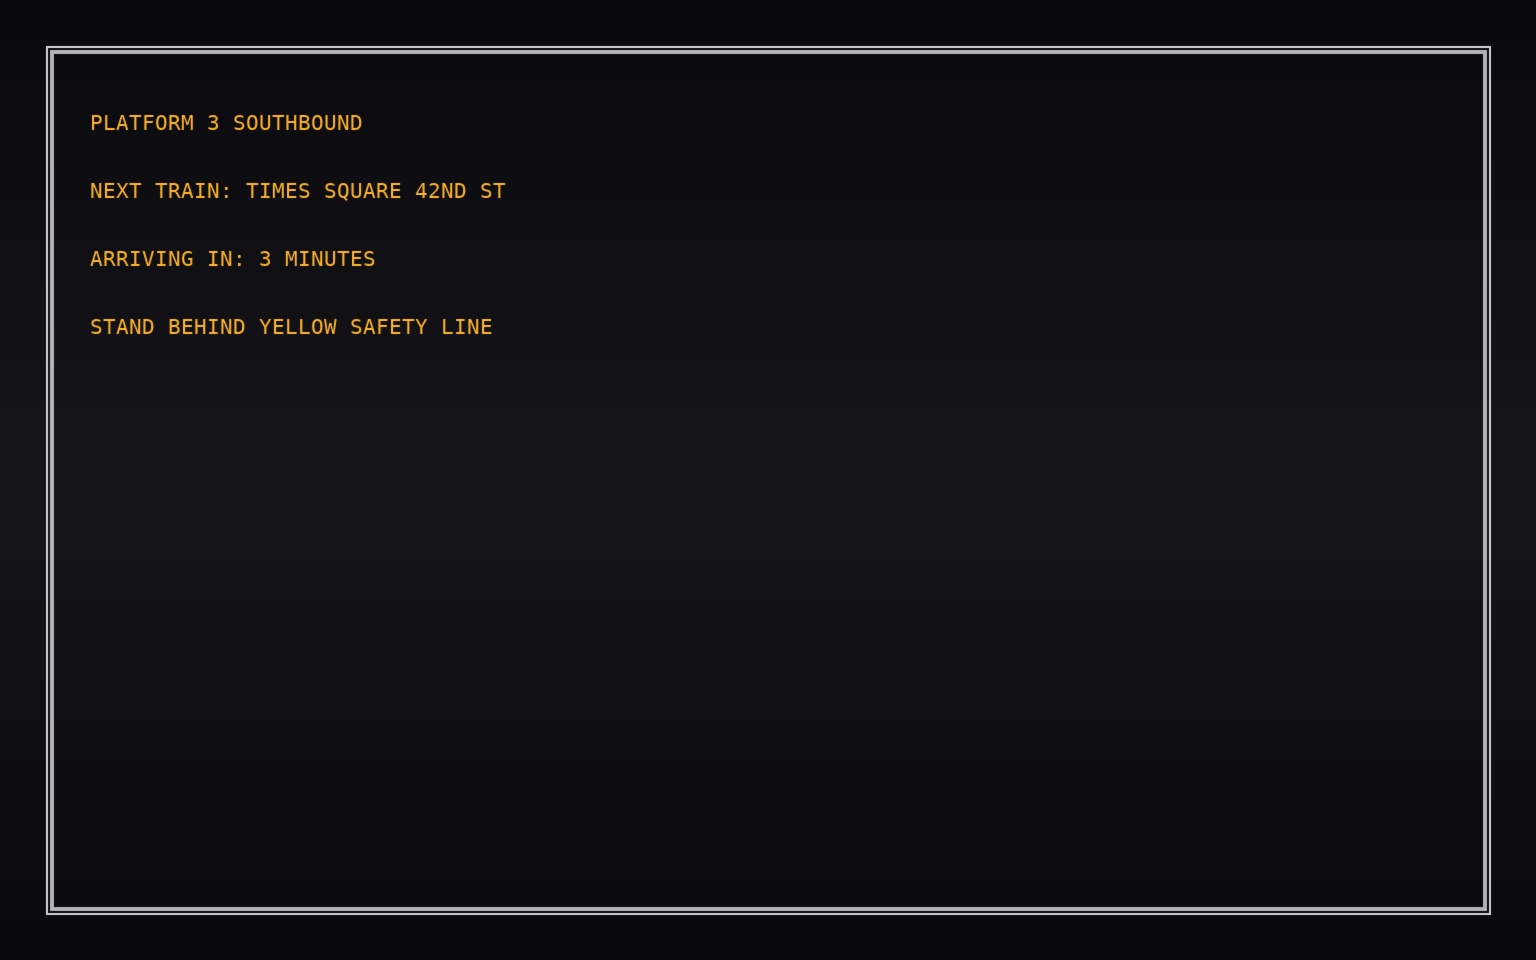 PLATFORM 3 SOUTHBOUND
NEXT TRAIN: TIMES SQUARE 42ND ST
ARRIVING IN: 3 MINUTES
STAND BEHIND YELLOW SAFETY LINE